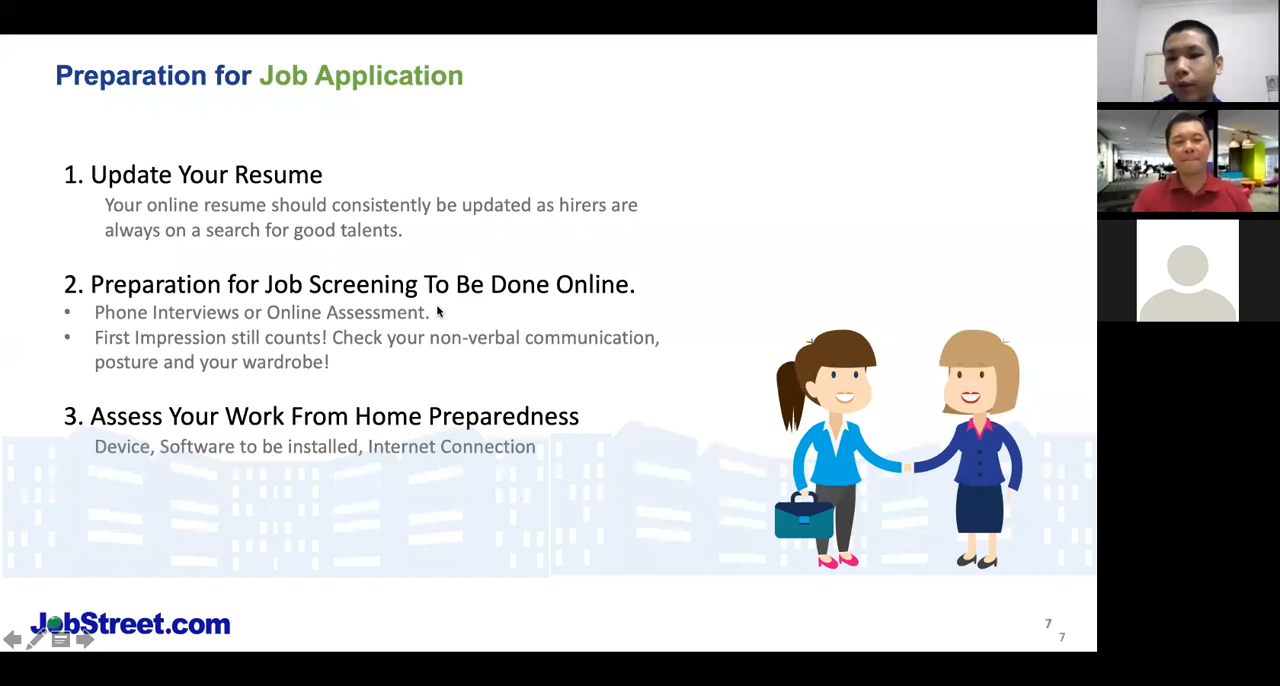 Preparation for Job Application
1. Update Your Resume
Your online resume should consistently be updated as hirers are
always on a search for good talents.
2. Preparation for Job Screening To Be Done Online.
• Phone Interviews or Online Assessment.
• First Impression still counts! Check your non-verbal communication,
posture and your wardrobe!
3. Assess Your Work From Home Preparedness
Device, Software to be installed, Internet Connection
JobStreet.com
7
7